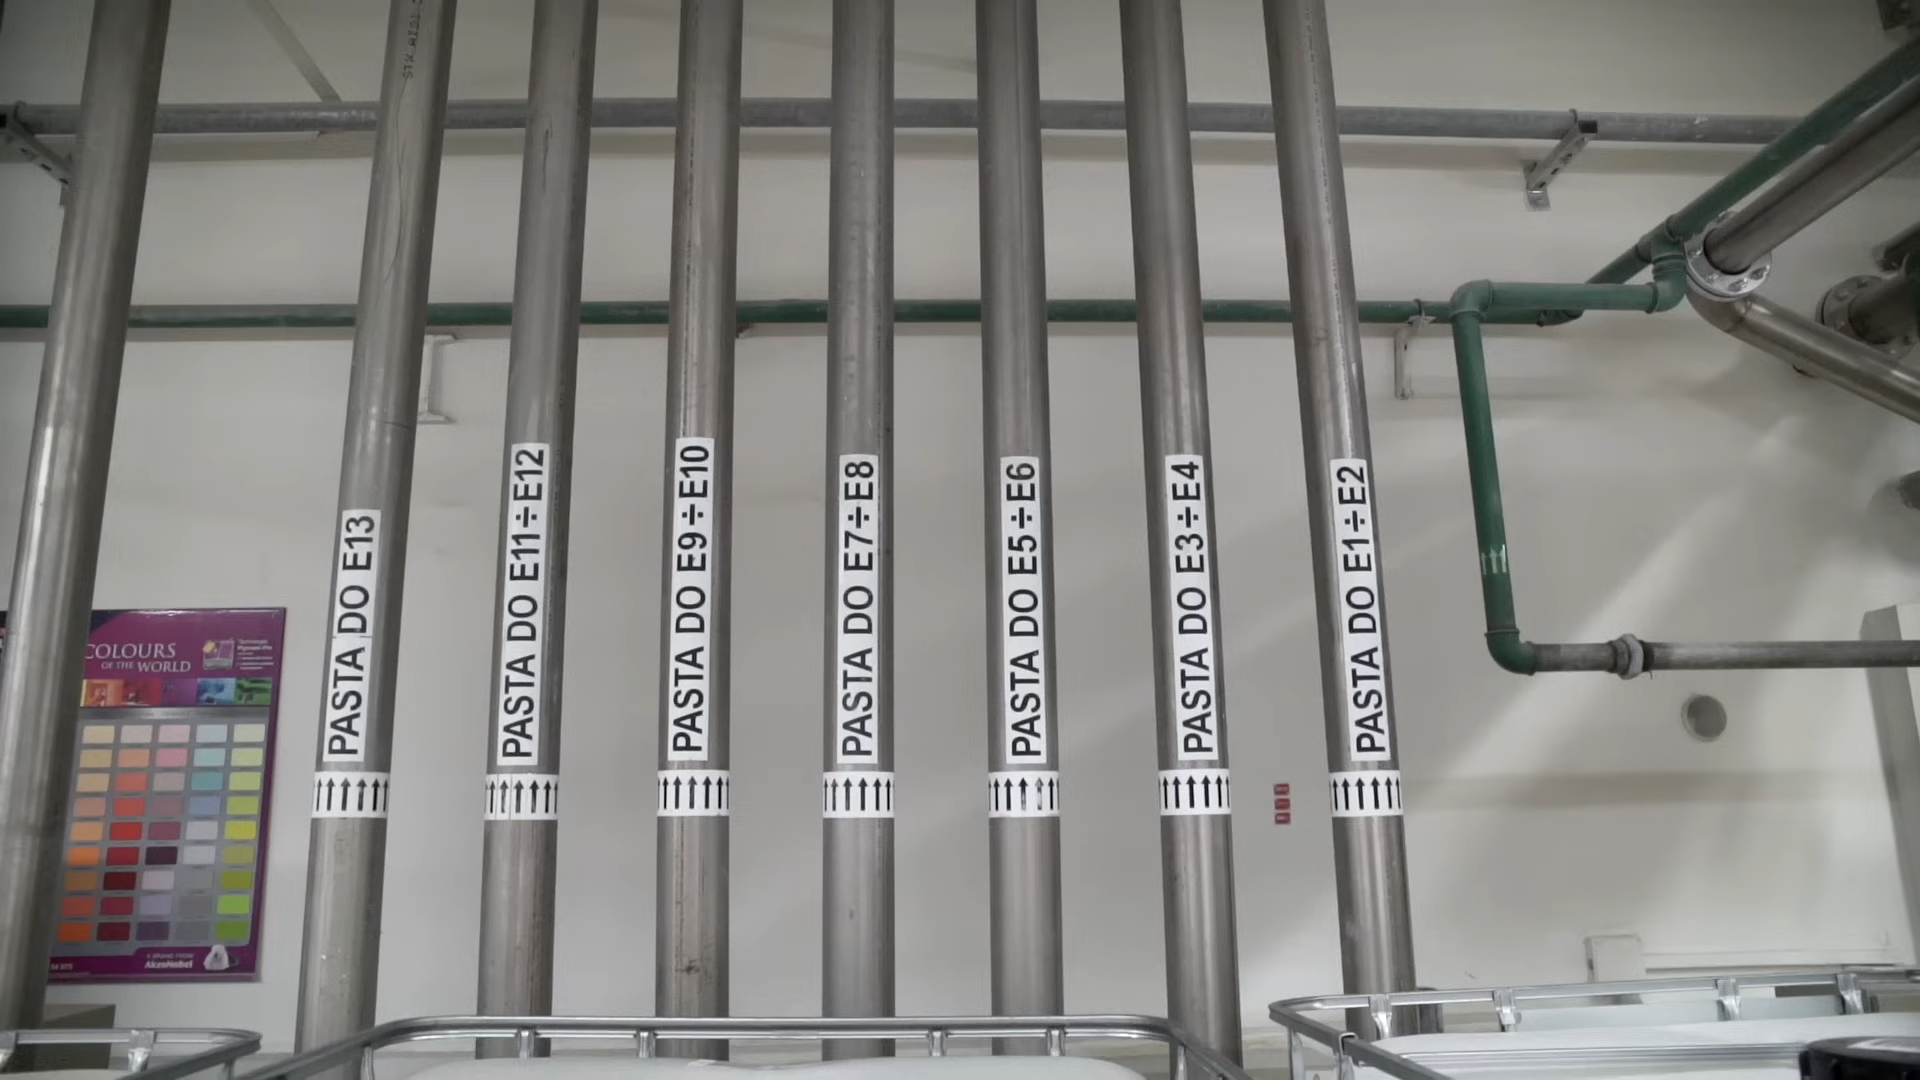 PASTA DO E13
PASTA DO E11÷E12
PASTA DO E9÷E10
PASTA DO E7÷E8
PASTA DO E5÷E6
PASTA DO E3÷E4
PASTA DO E1÷E2
COLOURS
OF THE WORLD
AkzoNobel